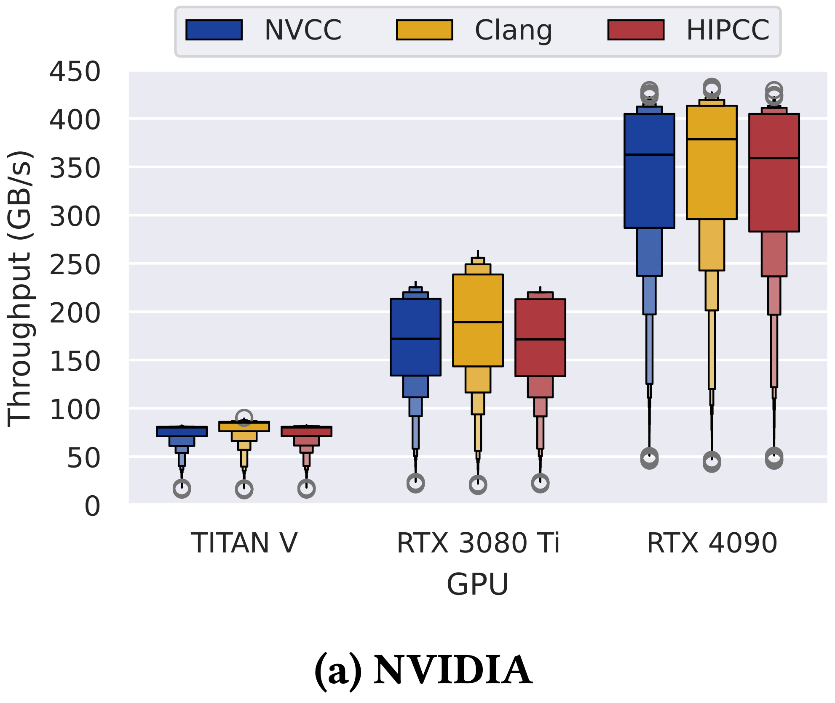 NVCC Clang HIPCC
450
400
350
300
250
200
150
100
50
0
Throughput (GB/s)
TITAN V RTX 3080 Ti RTX 4090
GPU
(a) NVIDIA